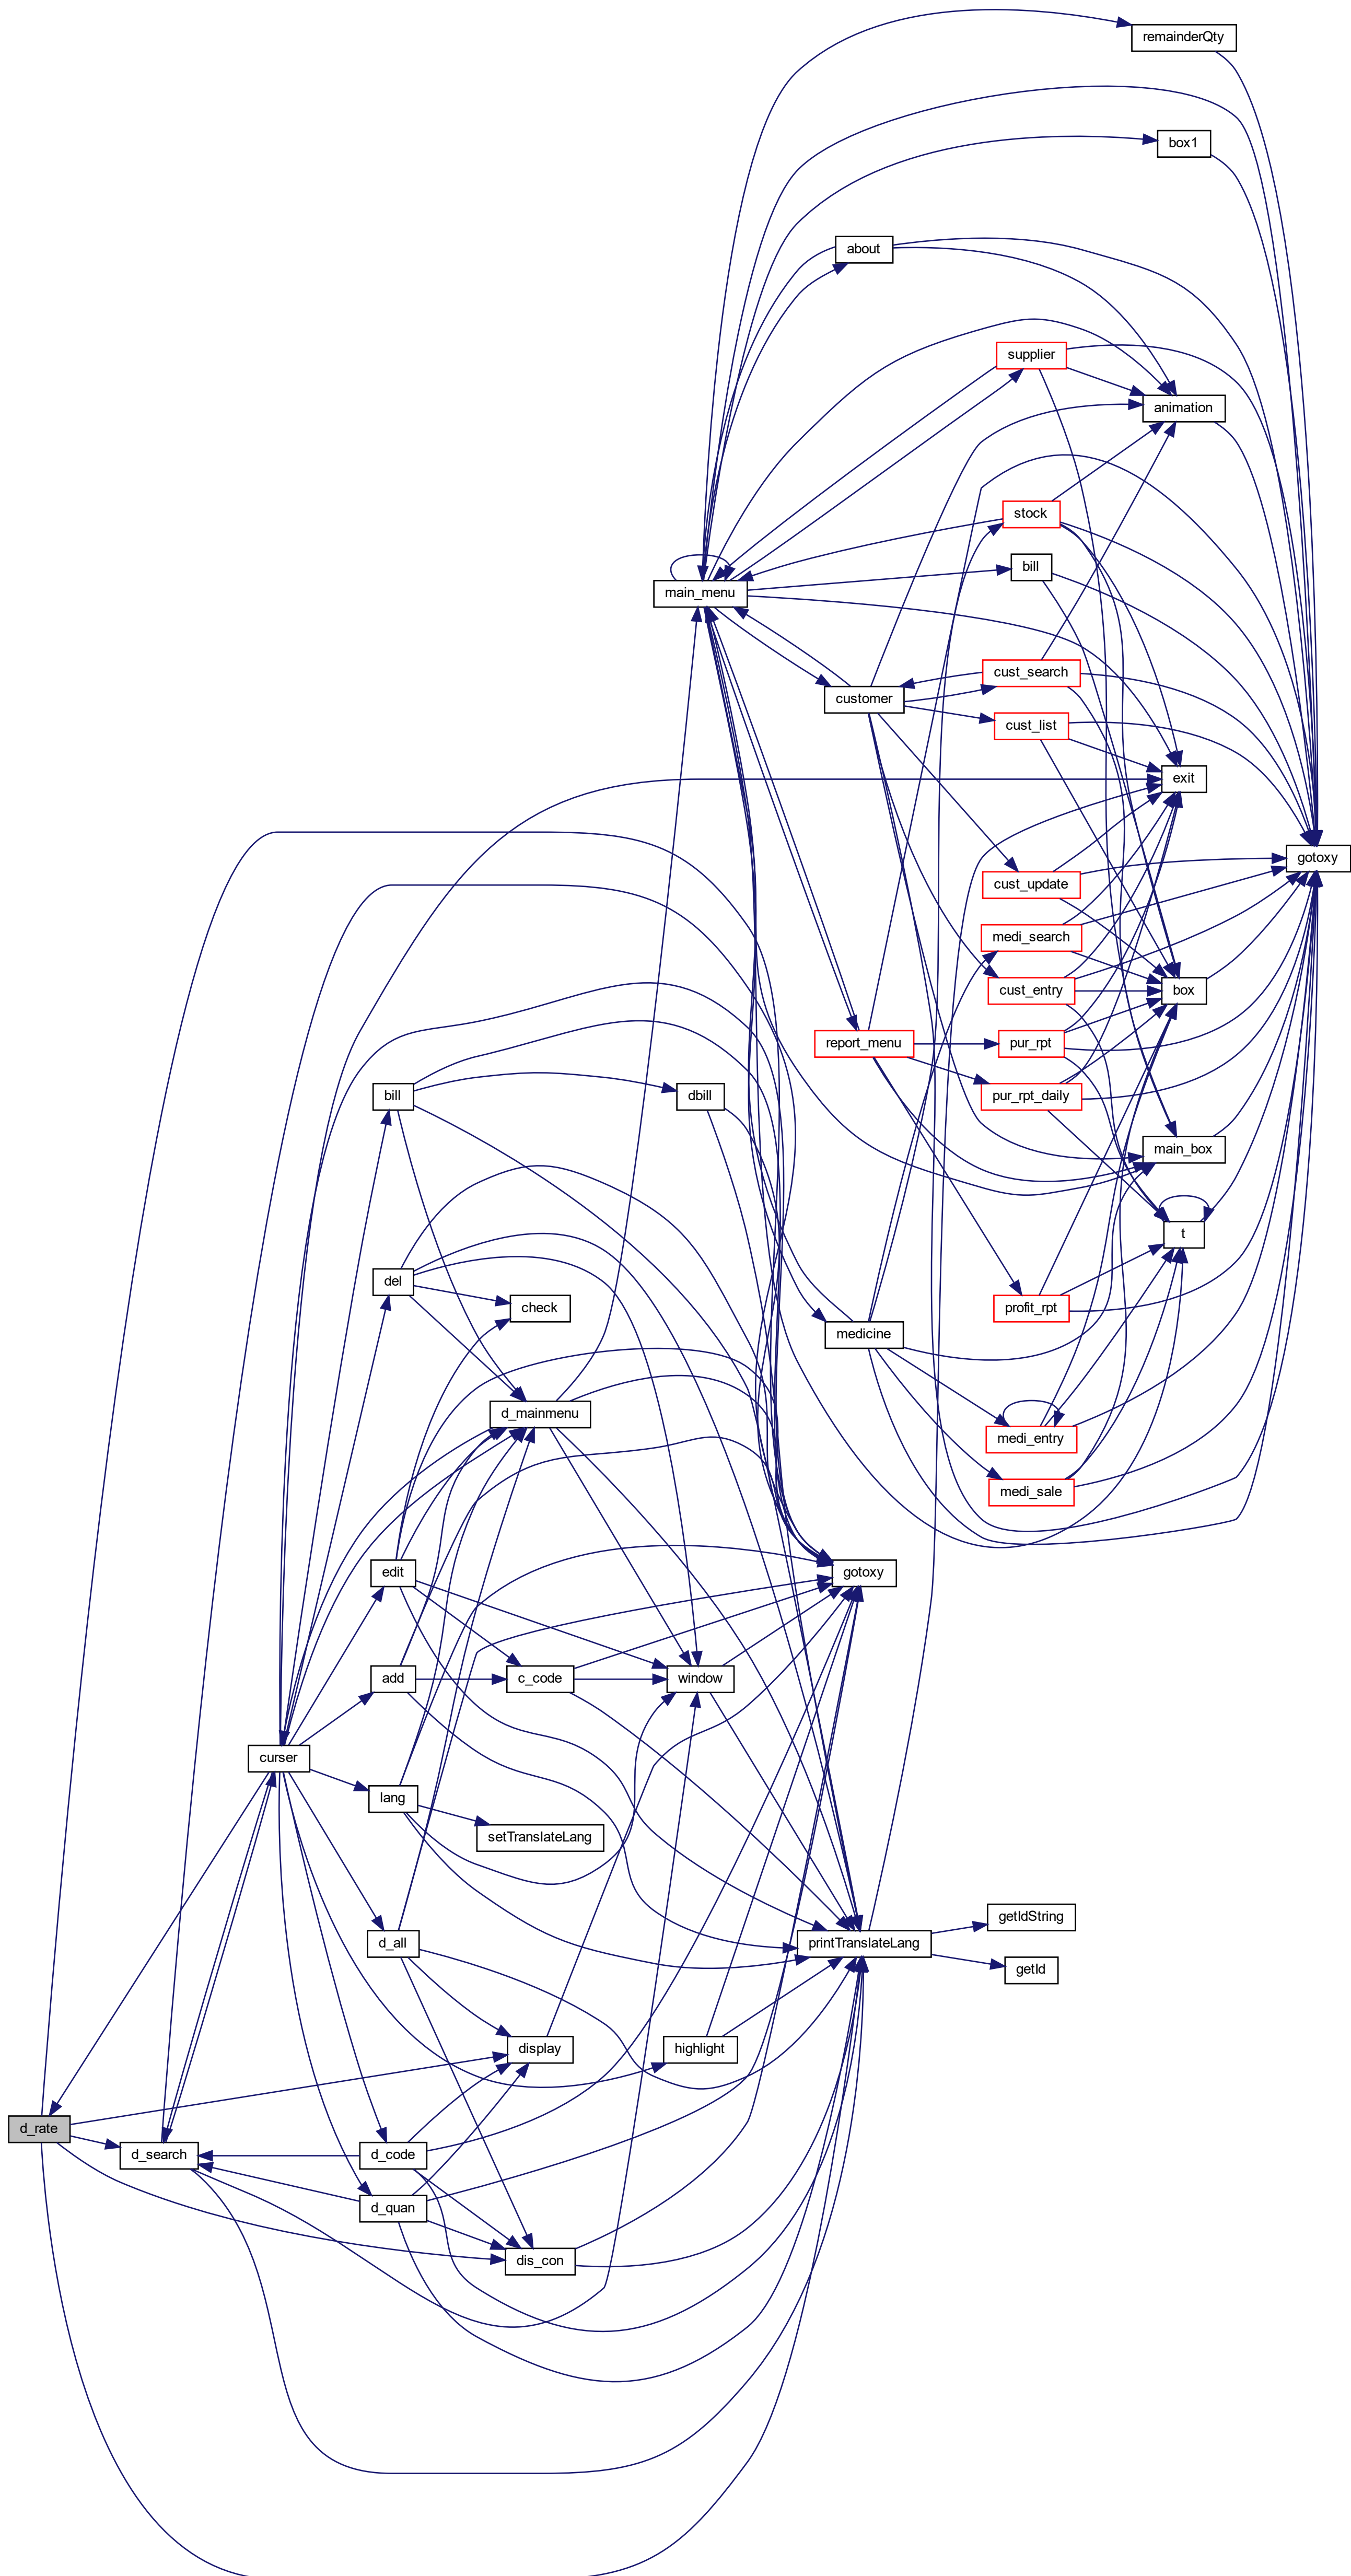 remainderQty
box1
about
supplier
animation
stock
bill
main_menu
cust_search
customer
cust_list
exit
gotoxy
cust_update
medi_search
cust_entry
box
report_menu
pur_rpt
bill
dbill
pur_rpt_daily
main_box
t
del
check
profit_rpt
medicine
d_mainmenu
medi_entry
medi_sale
edit
gotoxy
add
c_code
window
curser
lang
setTranslateLang
getIdString
d_all
printTranslateLang
getId
display
highlight
d_rate
d_search
d_code
d_quan
dis_con